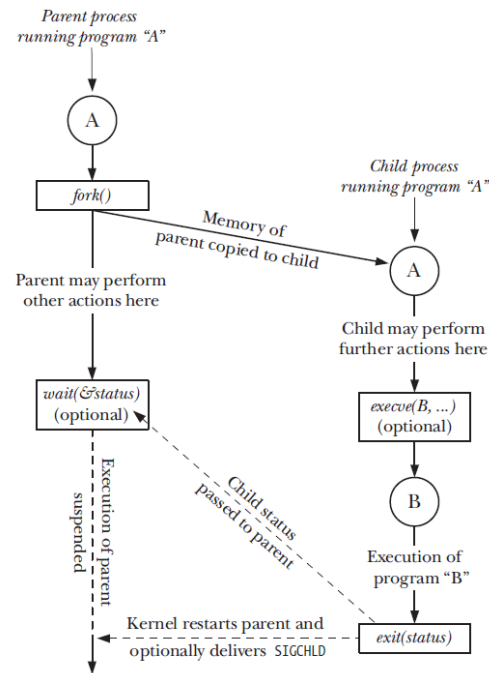 Parent process
running program “A”
A
fork()
Memory of
parent copied to child
Child process
running program “A”
A
Parent may perform
other actions here
Child may perform
further actions here
wait(&status)
(optional)
execve(B, ...)
(optional)
B
Execution of parent
suspended
Child status
passed to parent
Execution of
program “B”
Kernel restarts parent and
optionally delivers SIGCHLD
exit(status)